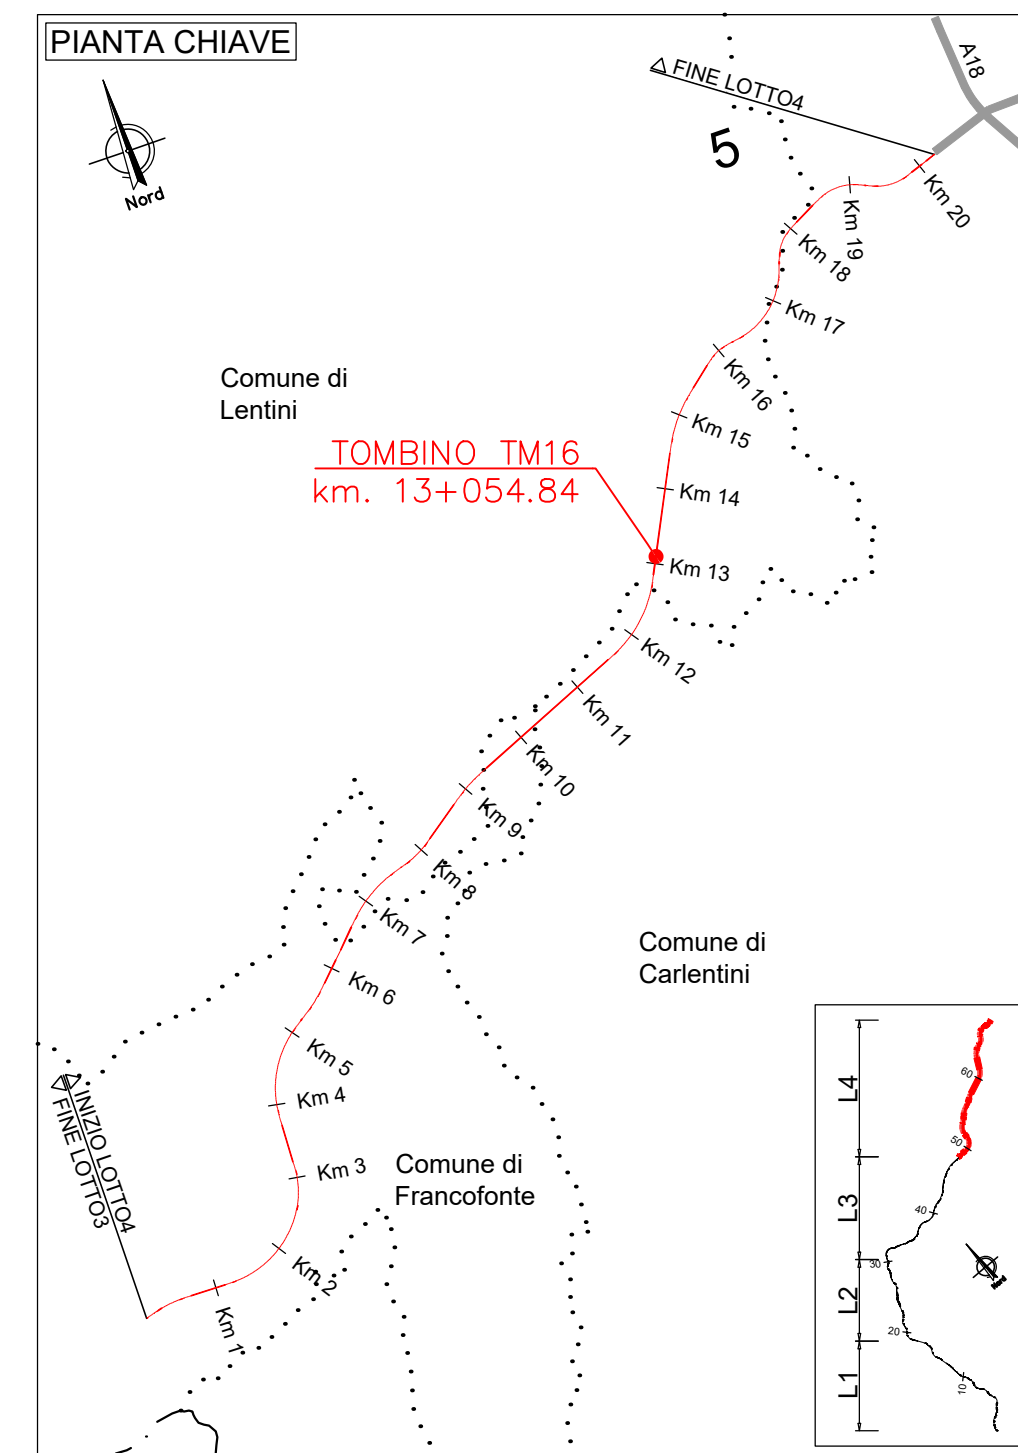 PIANTA CHIAVE
Nord
A18
FINE LOTTO4
5
Km 20
Km 19
Km 18
Km 17
Comune di
Lentini
Km 16
Km 15
TOMBINO TM16
km. 13+054.84
Km 14
Km 13
Km 12
Km 11
Km 10
Km 9
Km 8
Km 7
Comune di
Carlentini
Km 6
Km 5
Km 4
INIZIO LOTTO4
FINE LOTTO3
Km 3
Comune di
Francofonte
Km 2
Km 1
L4
60
50
L3
40
30
L2
20
L1
10